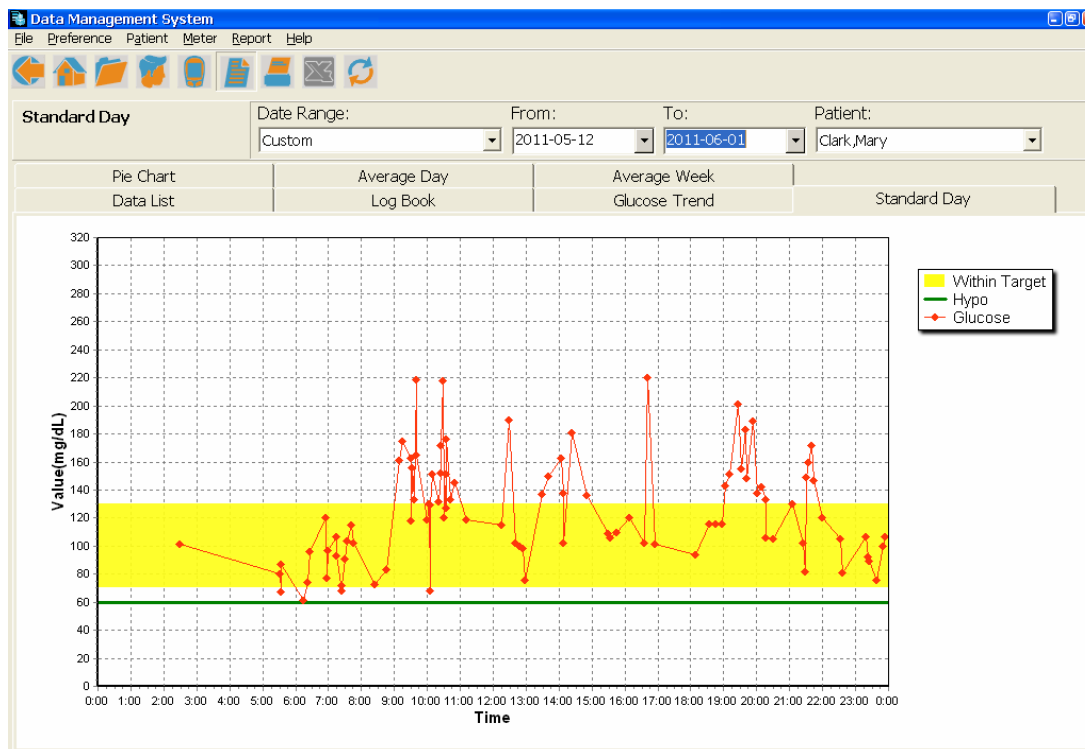 Data Management System
File Preference Patient Meter Report Help
Standard Day
Date Range: From: To: Patient:
Custom 2011-05-12 2011-06-01 Clark,Mary
Pie Chart Average Day Average Week
Data List Log Book Glucose Trend Standard Day
320
300
280
260
240
220
200
180
160
140
120
100
80
60
40
20
0
Value(mg/dL)
0:00 1:00 2:00 3:00 4:00 5:00 6:00 7:00 8:00 9:00 10:00 11:00 12:00 13:00 14:00 15:00 16:00 17:00 18:00 19:00 20:00 21:00 22:00 23:00 0:00
Time
Within Target
Hypo
Glucose